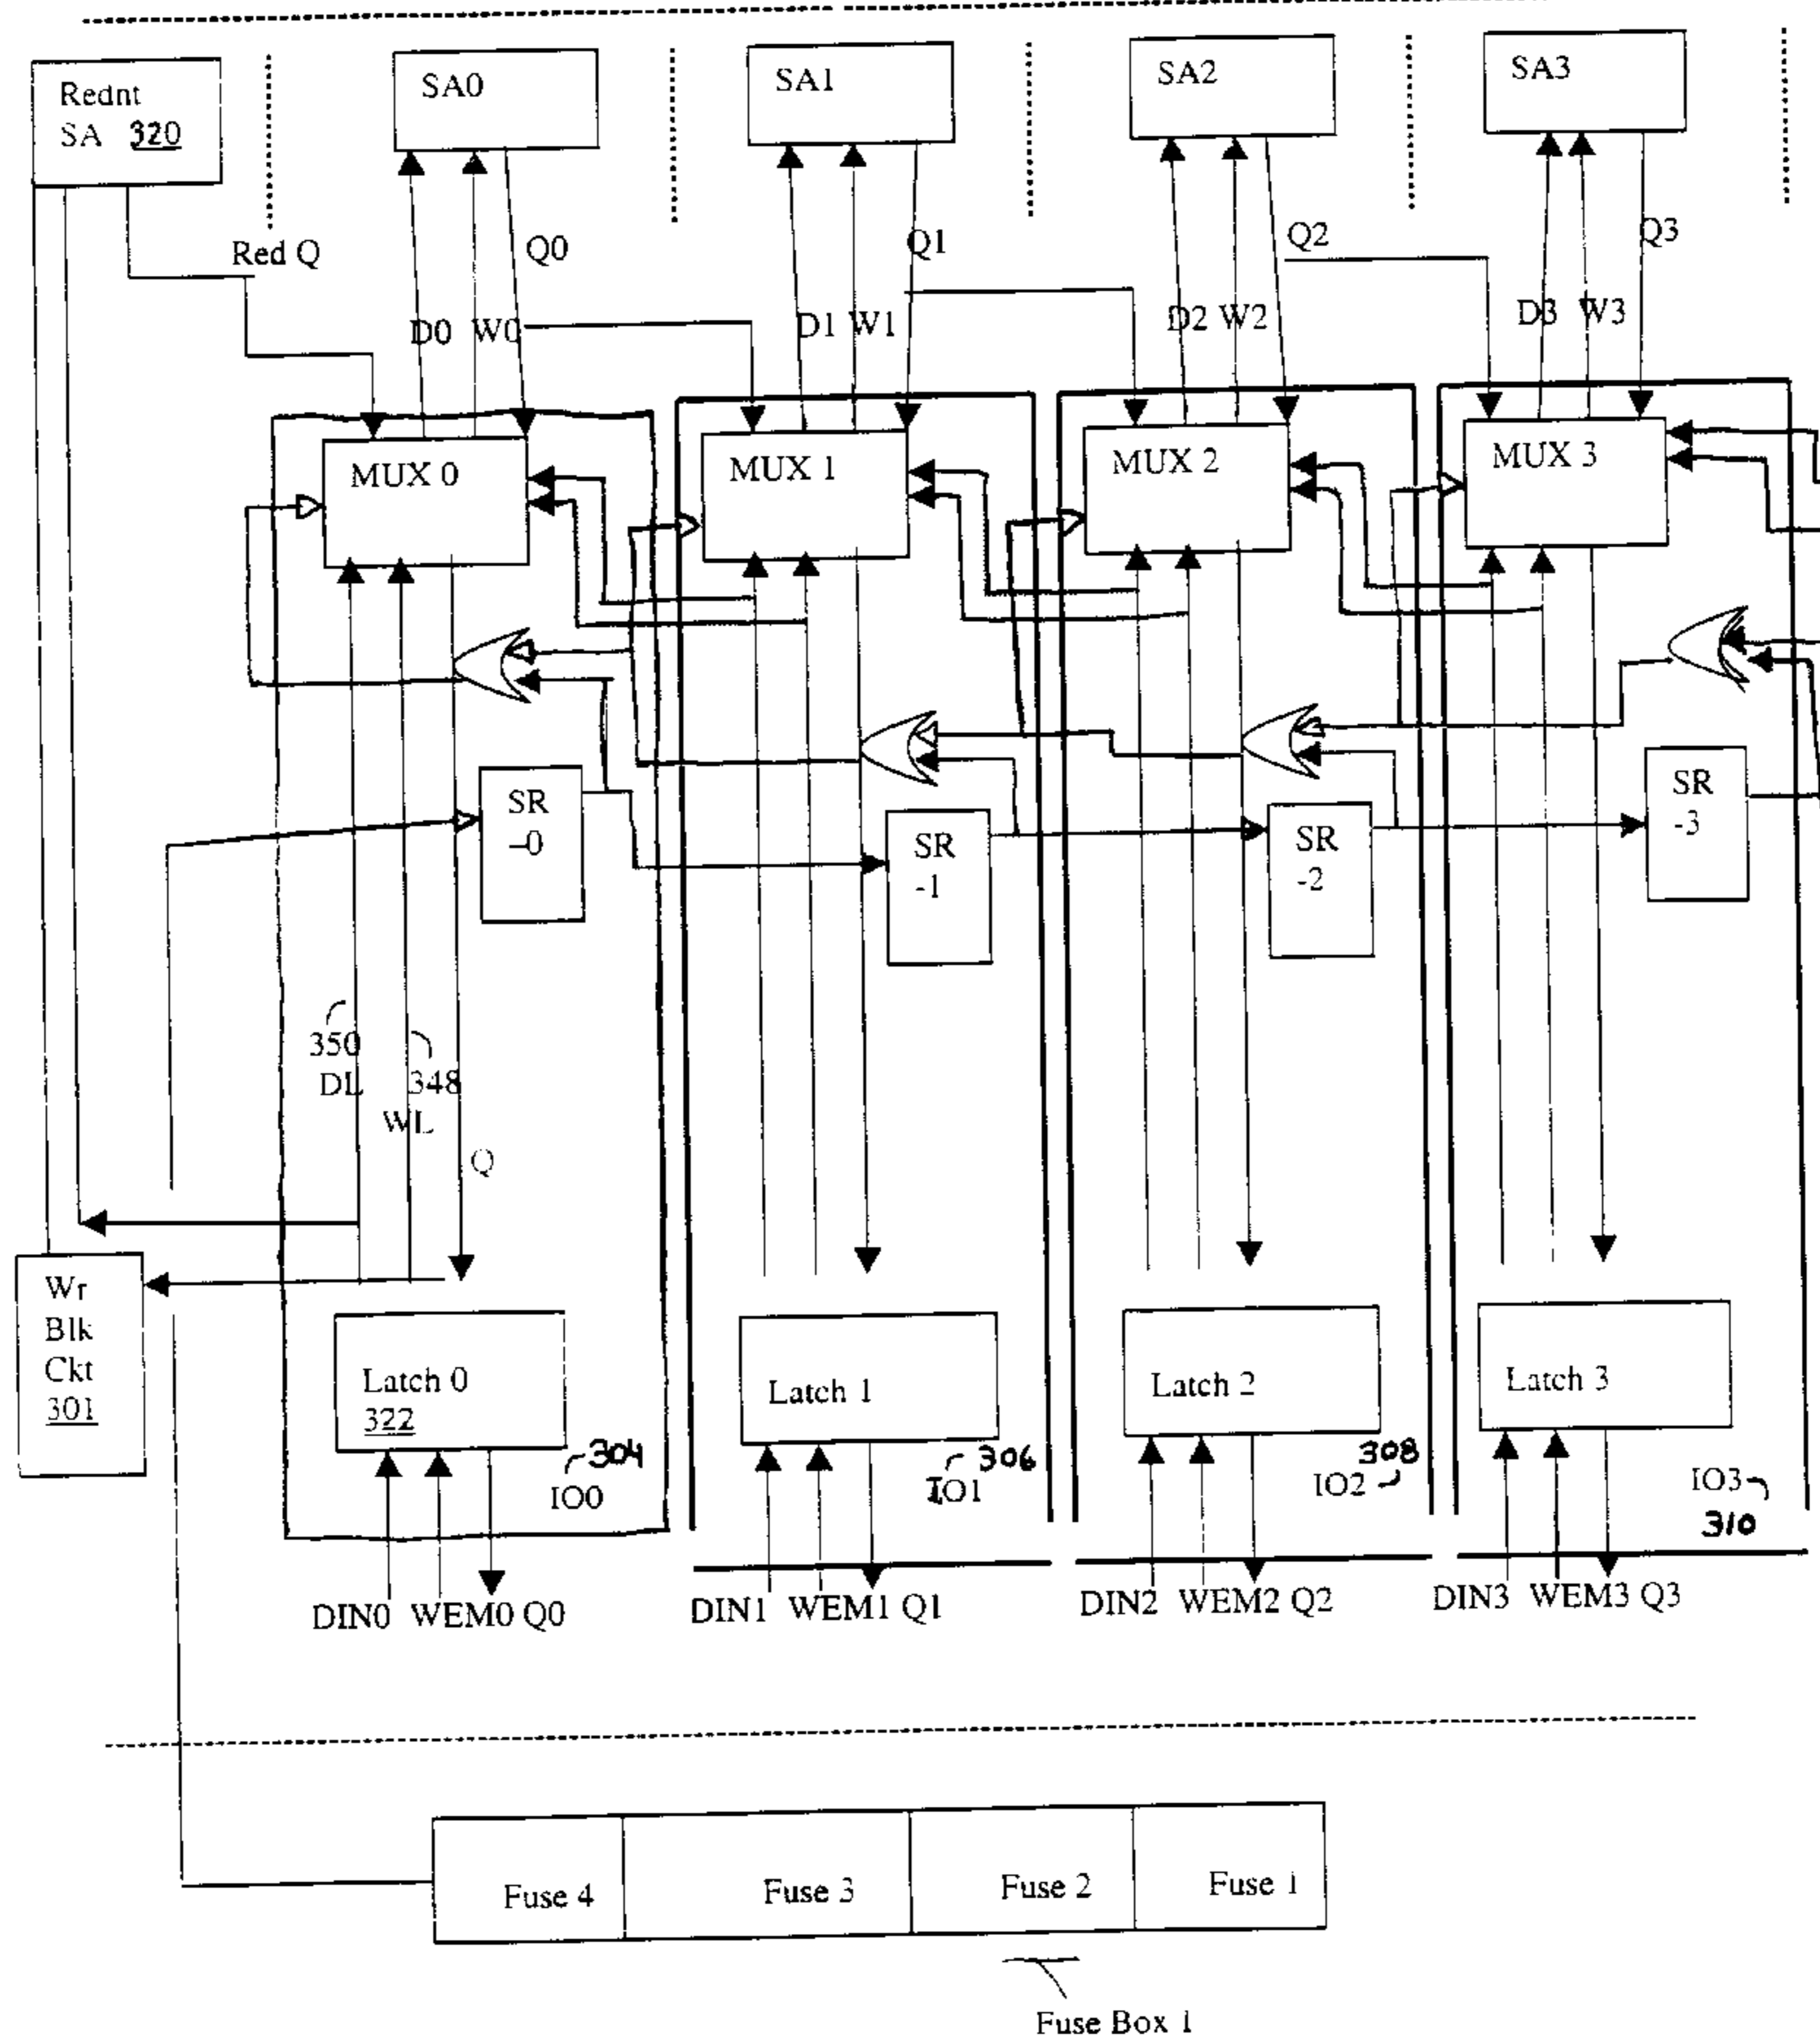 Rednt
SA 320
SA0
SA1
SA2
SA3
Red Q
Q0
Q1
Q2
Q3
D0 W0
D1 W1
D2 W2
D3 W3
MUX 0
MUX 1
MUX 2
MUX 3
SR
–0
SR
-1
SR
-2
SR
-3
350
DL
348
WL
Q
Wr
Blk
Ckt
301
Latch 0
322
Latch 1
Latch 2
Latch 3
304
IO0
306
IO1
308
IO2
IO3
310
DIN0 WEM0 Q0
DIN1 WEM1 Q1
DIN2 WEM2 Q2
DIN3 WEM3 Q3
Fuse 4
Fuse 3
Fuse 2
Fuse 1
Fuse Box 1